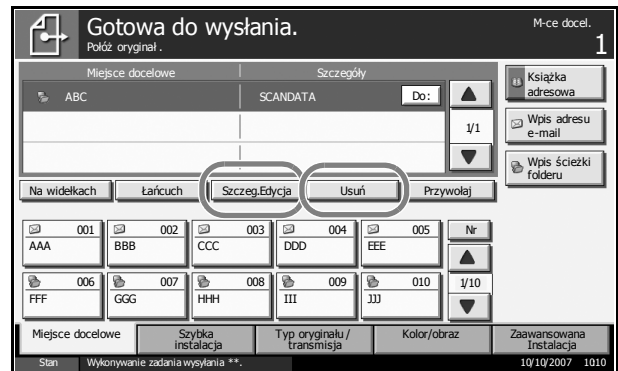 Gotowa do wysłania.
Położ oryginał .
M-ce docel.
1
Miejsce docelowe
Szczegóły
ABC
SCANDATA
Do:
1/1
Książka
adresowa
Wpis adresu
e-mail
Wpis ścieżki
folderu
Na widełkach
Łańcuch
Szczeg.Edycja
Usuń
Przywołaj
001
002
003
004
005
Nr
AAA
BBB
CCC
DDD
EEE
006
007
008
009
010
1/10
FFF
GGG
HHH
III
JJJ
Miejsce docelowe
Szybka
instalacja
Typ oryginału /
transmisja
Kolor/obraz
Zaawansowana
Instalacja
Stan
Wykonywanie zadania wysyłania **.
10/10/2007 1010